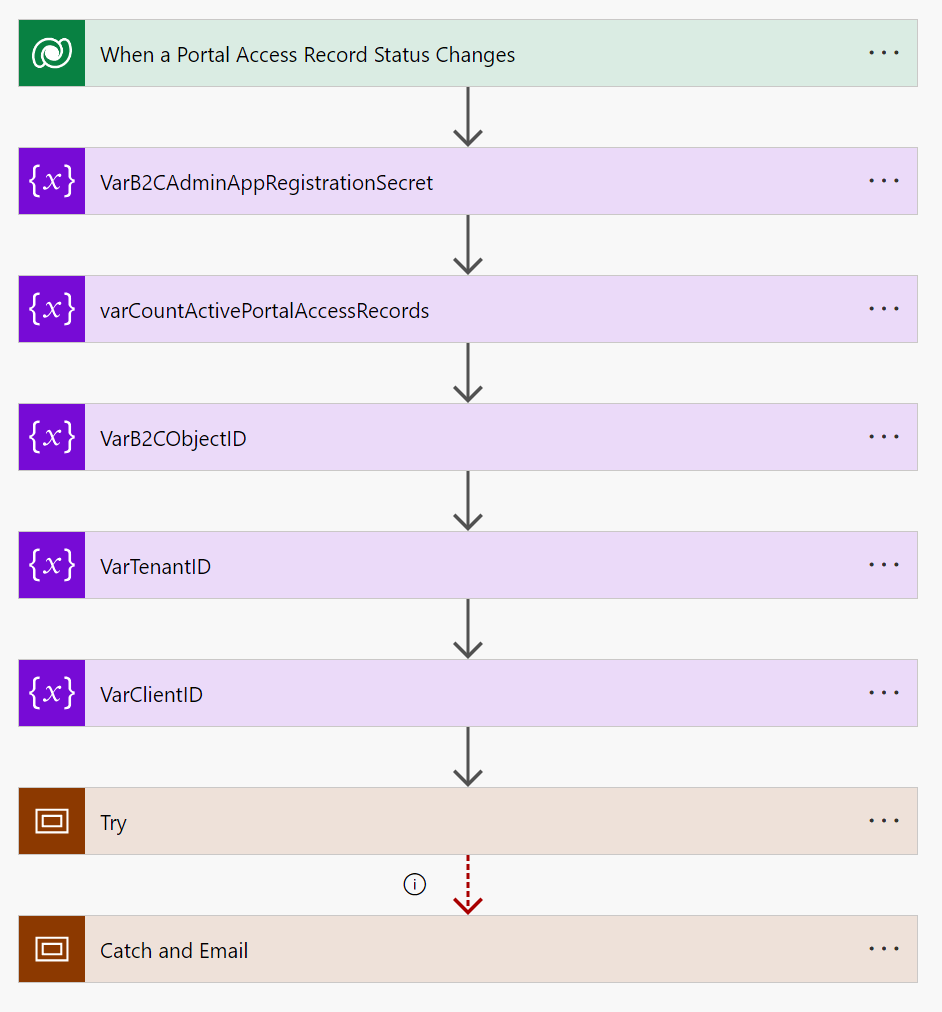 When a Portal Access Record Status Changes
{x} VarB2CAdminAppRegistrationSecret
{x} varCountActivePortalAccessRecords
{x} VarB2CObjectID
{x} VarTenantID
{x} VarClientID
Try
i
Catch and Email